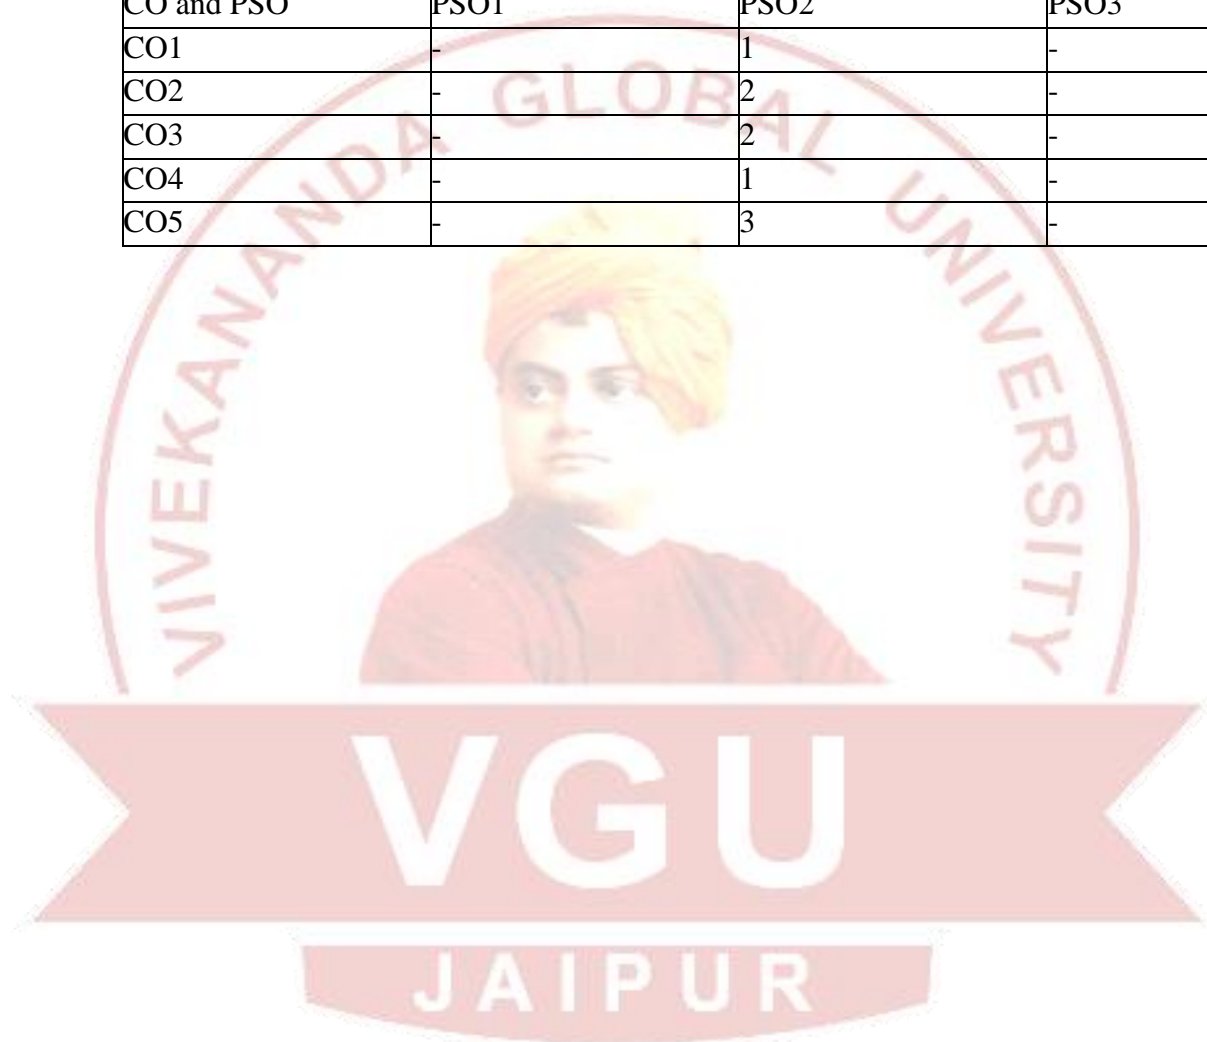 CO and PSO PSO1 PSO2 PSO3
CO1 - 1 -
CO2 - 2 -
CO3 - 2 -
CO4 - 1 -
CO5 - 3 -
VIVEKANANDA GLOBAL UNIVERSITY
VGU
JAIPUR